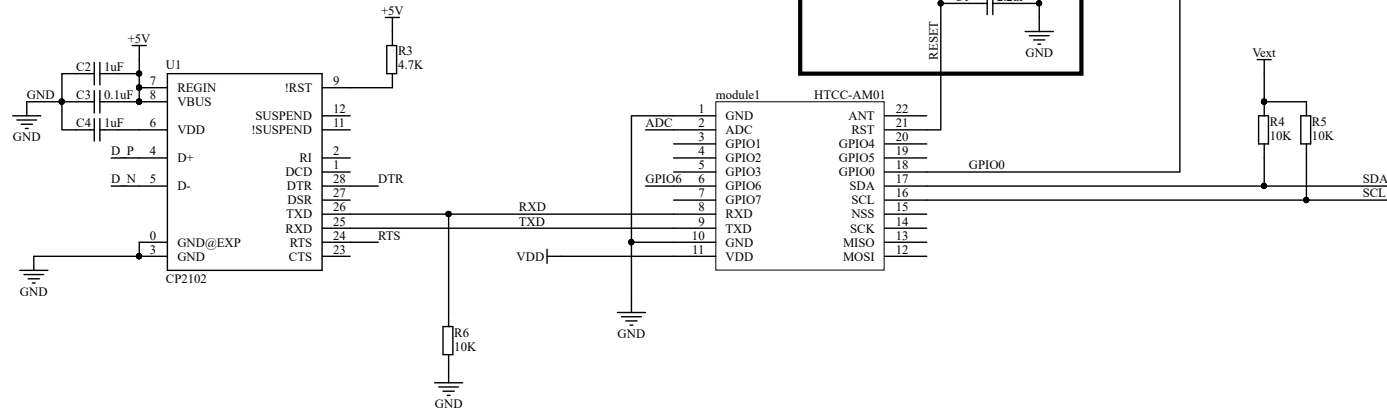 +5V
+5V
R3
4.7K
U1
C2 1uF
GND
C3 0.1uF
C4 1uF
GND
7 REGIN
8 VBUS
6 VDD
D_P 4 D+
D_N 5 D-
0 GND@EXP
3 GND
GND
CP2102
!RST 9
SUSPEND 12
!SUSPEND 11
RI 2
DCD 1
DTR 28 DTR
DSR 27
TXD 26
RXD 25
RTS 24 RTS
CTS 23
RXD
TXD
R6
10K
GND
VDD
GND
RESET
GND
module1 HTCC-AM01
1 GND
ADC 2 ADC
3 GPIO1
4 GPIO2
5 GPIO3
GPIO6 6 GPIO6
7 GPIO7
8 RXD
9 TXD
10 GND
11 VDD
ANT 22
RST 21
GPIO4 20
GPIO5 19
GPIO0 18 GPIO0
SDA 17
SCL 16
NSS 15
SCK 14
MISO 13
MOSI 12
Vext
R4
10K
R5
10K
SDA
SCL